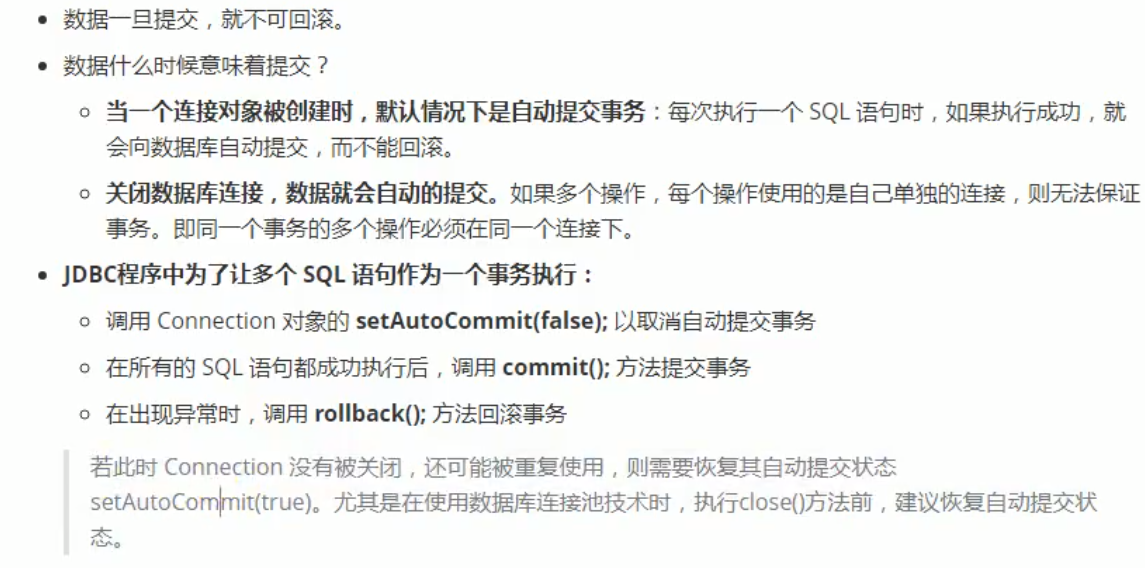 数据一旦提交，就不可回滚。
数据什么时候意味着提交？
当一个连接对象被创建时，默认情况下是自动提交事务：每次执行一个 SQL 语句时，如果执行成功，就
会向数据库自动提交，而不能回滚。
关闭数据库连接，数据就会自动的提交。如果多个操作，每个操作使用的是自己单独的连接，则无法保证
事务。即同一个事务的多个操作必须在同一个连接下。
JDBC程序中为了让多个 SQL 语句作为一个事务执行：
调用 Connection 对象的 setAutoCommit(false); 以取消自动提交事务
在所有的 SQL 语句都成功执行后，调用 commit(); 方法提交事务
在出现异常时，调用 rollback(); 方法回滚事务
若此时 Connection 没有被关闭，还可能被重复使用，则需要恢复其自动提交状态
setAutoCommit(true)。尤其是在使用数据库连接池技术时，执行close()方法前，建议恢复自动提交状
态。